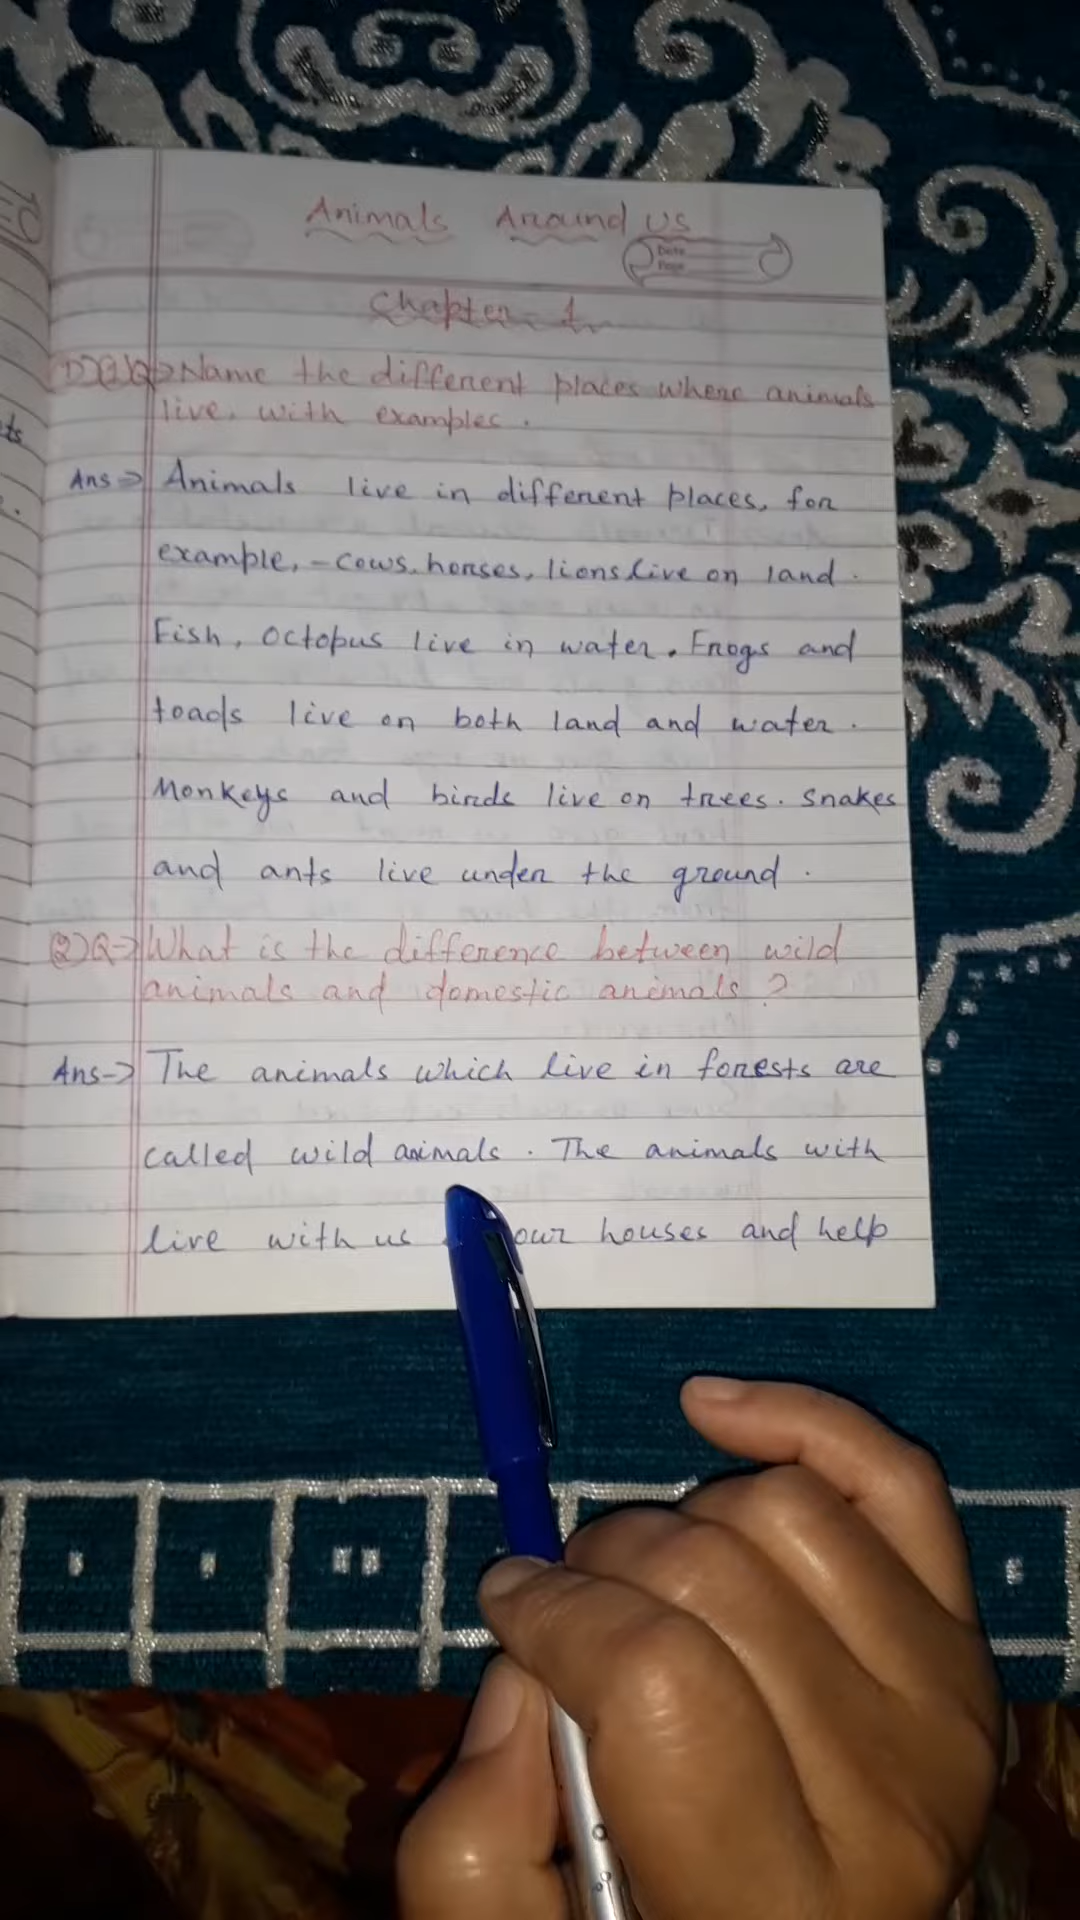 Animals Around us
Date
Page
Chapter-1
Name the different places where animals
live, with examples.
Ans⇒ Animals live in different places, for
example, - cows, horses, lions live on land.
Fish, octopus live in water. Frogs and
toads live on both land and water.
Monkeys and birds live on trees. snakes
and ants live under the ground.
2) Q→ What is the difference between wild
animals and domestic animals?
Ans→ The animals which live in forests are
called wild animals. The animals with
live with us our houses and help